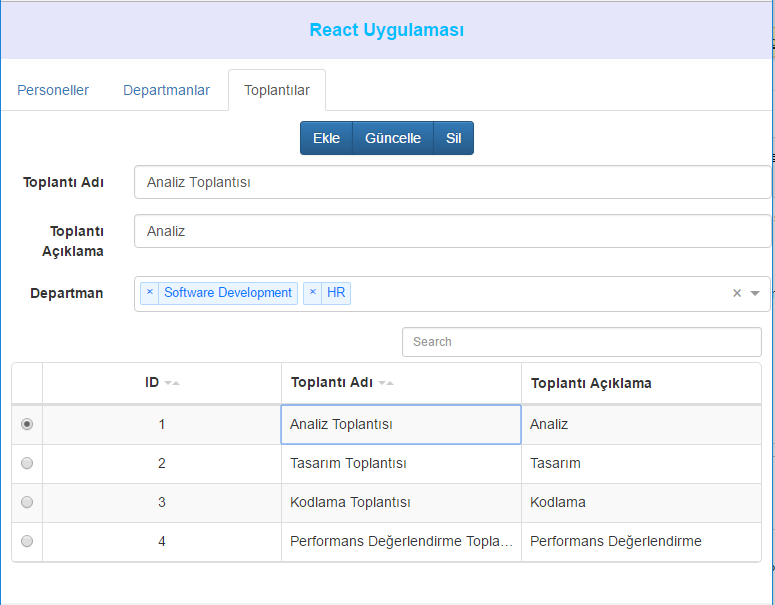 React Uygulaması
Personeller Departmanlar Toplantılar
Ekle Güncelle Sil
Toplantı Adı Analiz Toplantısı
Toplantı Açıklama Analiz
Departman × Software Development × HR ×
Search
ID Toplantı Adı Toplantı Açıklama
1 Analiz Toplantısı Analiz
2 Tasarım Toplantısı Tasarım
3 Kodlama Toplantısı Kodlama
4 Performans Değerlendirme Topla... Performans Değerlendirme